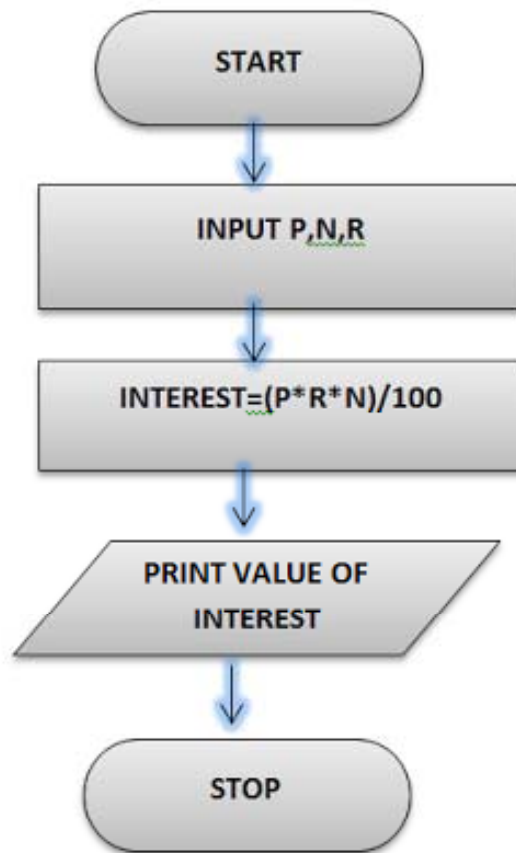 START
INPUT P,N,R
INTEREST=(P*R*N)/100
PRINT VALUE OF
INTEREST
STOP